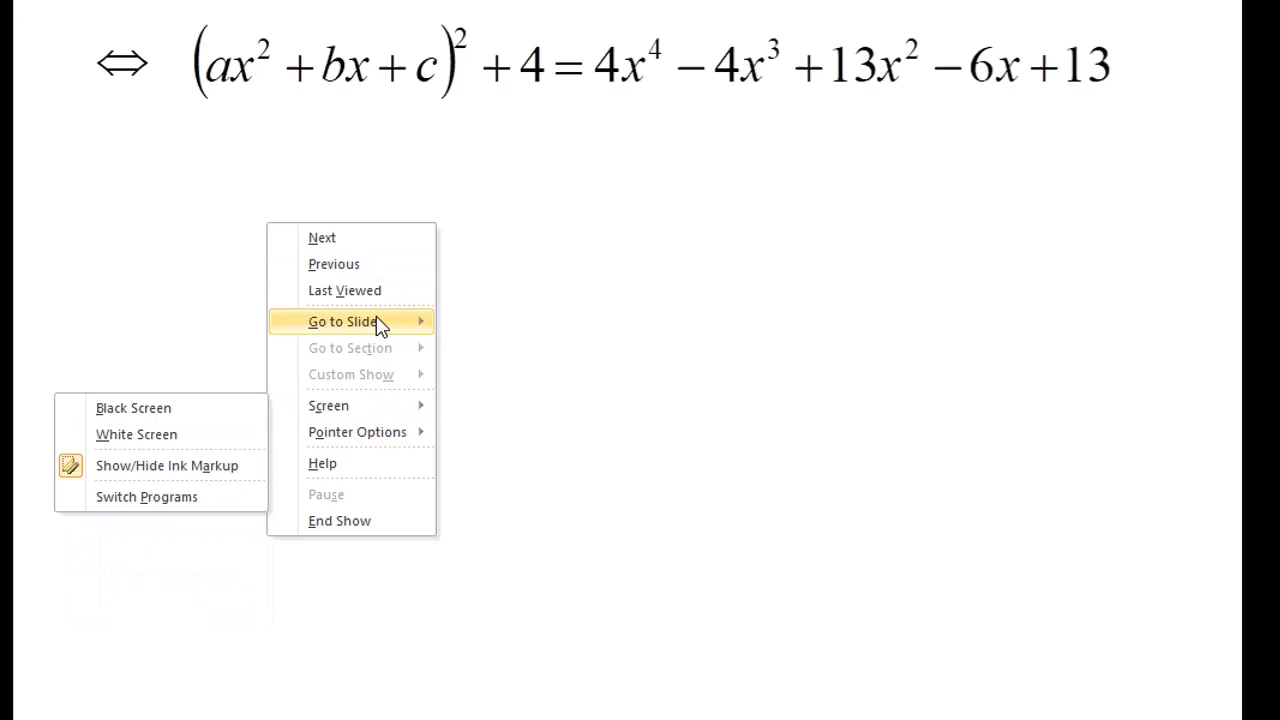 ⇔ (ax² + bx + c)² + 4 = 4x⁴ − 4x³ + 13x² − 6x + 13
Next
Previous
Last Viewed
Go to Slide
Go to Section
Custom Show
Screen
Pointer Options
Help
Pause
End Show
Black Screen
White Screen
Show/Hide Ink Markup
Switch Programs